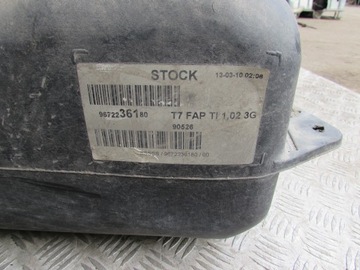 STOCK 13-03-10 02:06
9672236180 T7 FAP TI 1,02 3G
90526